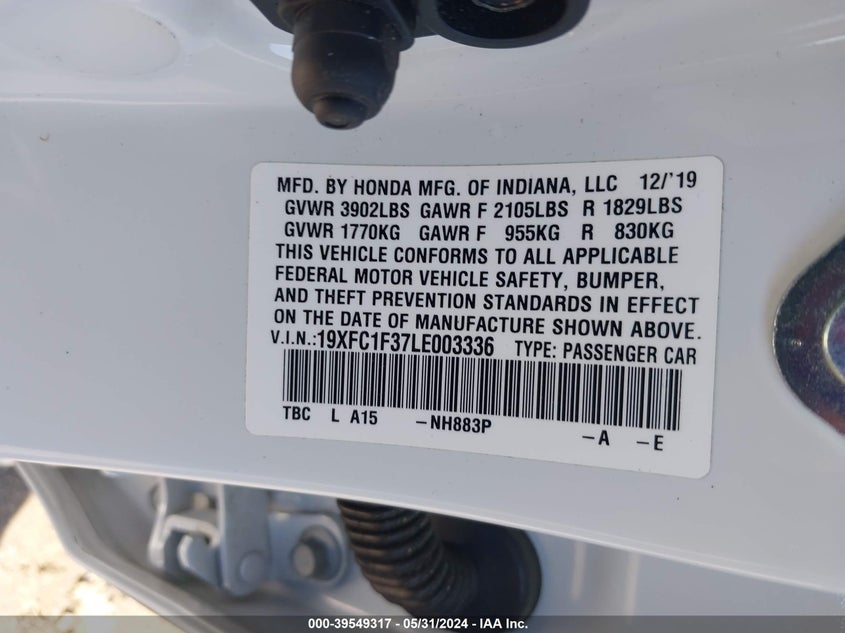 MFD. BY HONDA MFG. OF INDIANA, LLC 12/'19
GVWR 3902LBS GAWR F 2105LBS R 1829LBS
GVWR 1770KG GAWR F 955KG R 830KG
THIS VEHICLE CONFORMS TO ALL APPLICABLE
FEDERAL MOTOR VEHICLE SAFETY, BUMPER,
AND THEFT PREVENTION STANDARDS IN EFFECT
ON THE DATE OF MANUFACTURE SHOWN ABOVE.
V.I.N.:19XFC1F37LE003336 TYPE: PASSENGER CAR
TBC L A15 -NH883P -A -E
000-39549317 - 05/31/2024 - IAA Inc.